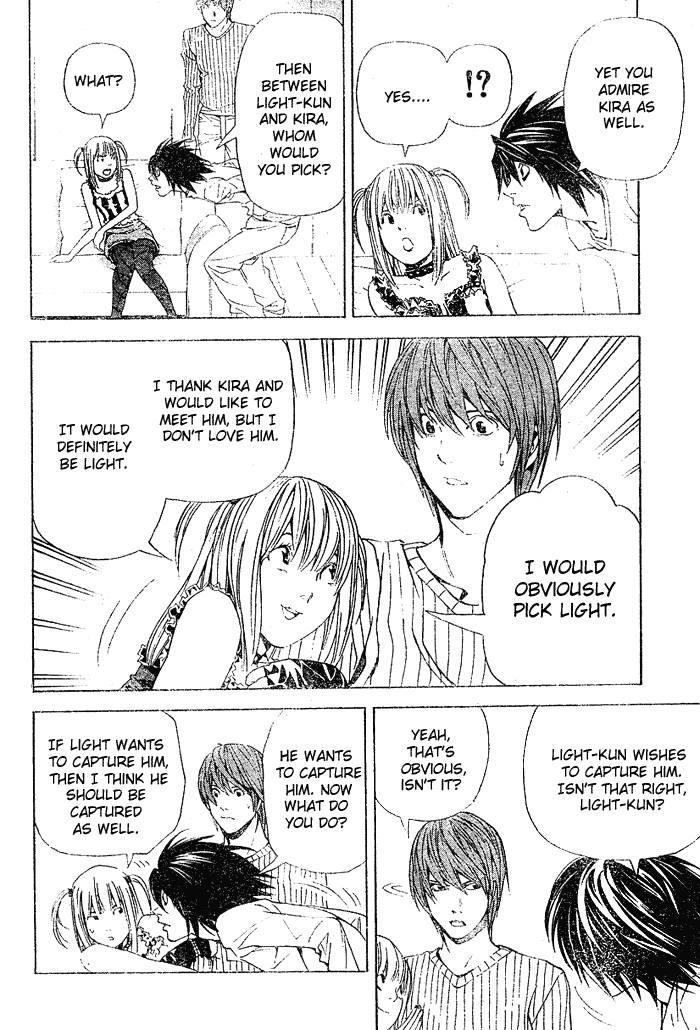 YET YOU
ADMIRE
KIRA AS
WELL.
!?
YES....
THEN
BETWEEN
LIGHT-KUN
AND KIRA,
WHOM
WOULD
YOU PICK?
WHAT?
I WOULD
OBVIOUSLY
PICK LIGHT.
I THANK KIRA AND
WOULD LIKE TO
MEET HIM, BUT I
DON'T LOVE HIM.
IT WOULD
DEFINITELY
BE LIGHT.
LIGHT-KUN WISHES
TO CAPTURE HIM.
ISN'T THAT RIGHT,
LIGHT-KUN?
YEAH,
THAT'S
OBVIOUS,
ISN'T IT?
HE WANTS
TO CAPTURE
HIM. NOW
WHAT DO
YOU DO?
IF LIGHT WANTS
TO CAPTURE HIM,
THEN I THINK HE
SHOULD BE
CAPTURED
AS WELL.